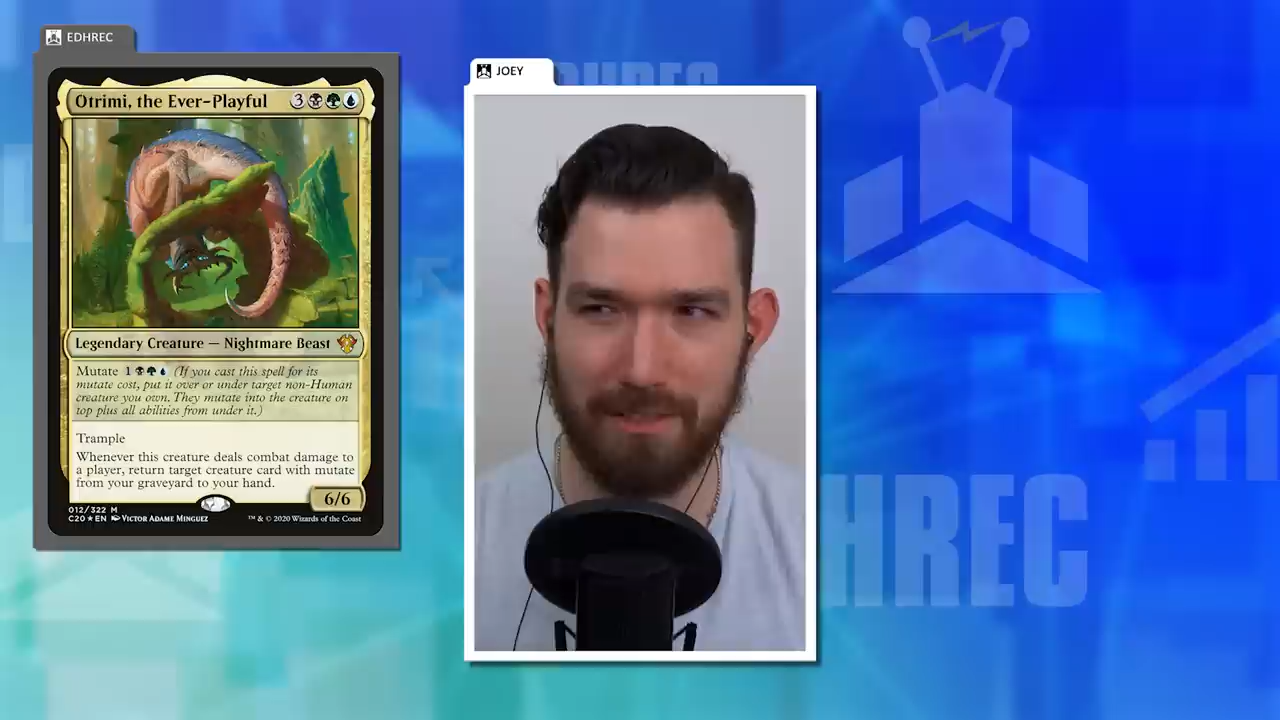 EDHREC
Otrimi, the Ever-Playful 3
Legendary Creature — Nightmare Beast
Mutate 1 (If you cast this spell for its
mutate cost, put it over or under target non-Human
creature you own. They mutate into the creature on
top plus all abilities from under it.)
Trample
Whenever this creature deals combat damage to
a player, return target creature card with mutate
from your graveyard to your hand.
6/6
012/322 M
C20 ★ EN Victor Adame Minguez
™ & © 2020 Wizards of the Coast
JOEY
EDHREC
HREC